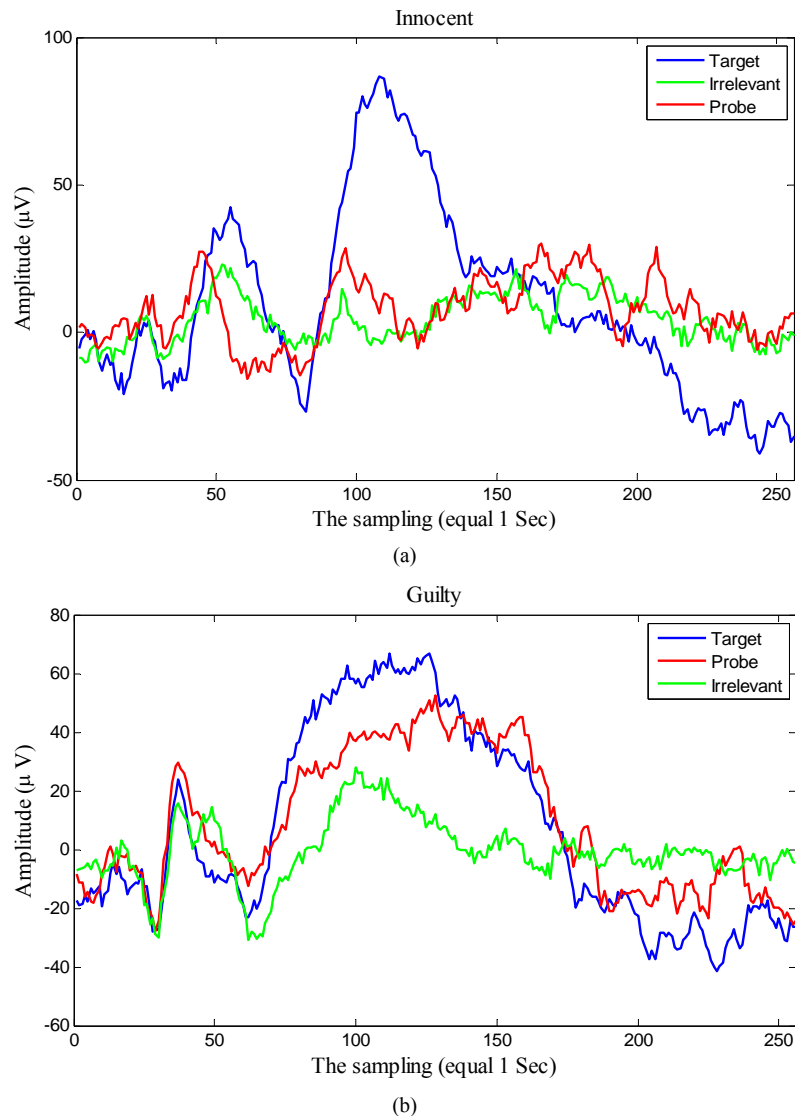 Innocent
Target
Irrelevant
Probe
100
50
0
-50
Amplitude (μV)
0 50 100 150 200 250
The sampling (equal 1 Sec)
(a)
Guilty
Target
Probe
Irrelevant
80
60
40
20
0
-20
-40
-60
Amplitude (μ V)
0 50 100 150 200 250
The sampling (equal 1 Sec)
(b)